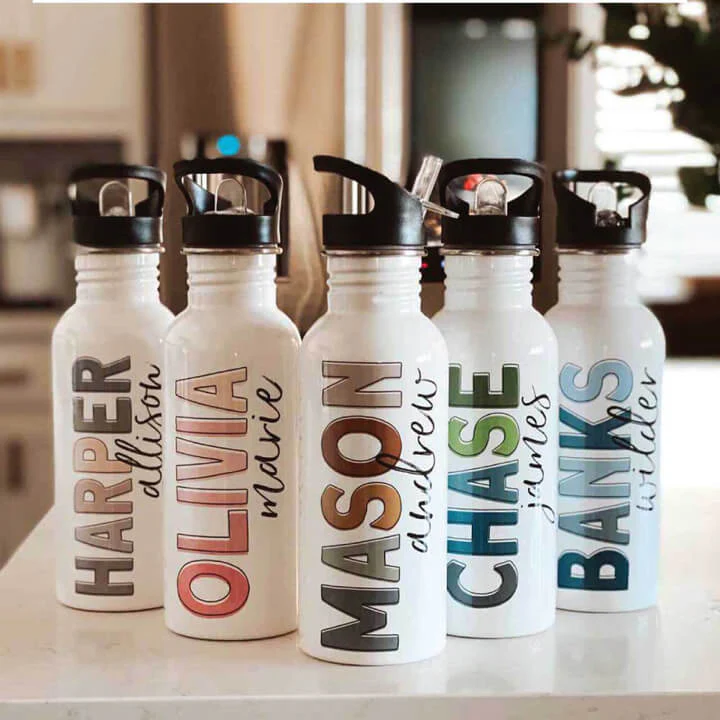 HARPER
allison
OLIVIA
marie
MASON
andrew
CHASE
james
BANKS
wilder